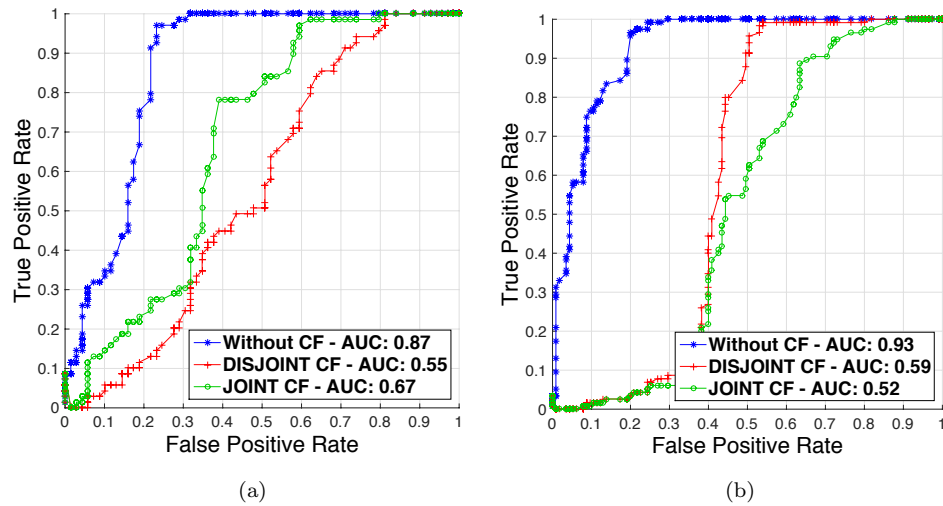 1
0.9
0.8
0.7
0.6
0.5
0.4
0.3
0.2
0.1
0
True Positive Rate
0 0.1 0.2 0.3 0.4 0.5 0.6 0.7 0.8 0.9 1
False Positive Rate
Without CF - AUC: 0.87
DISJOINT CF - AUC: 0.55
JOINT CF - AUC: 0.67
(a)
1
0.9
0.8
0.7
0.6
0.5
0.4
0.3
0.2
0.1
0
True Positive Rate
0 0.1 0.2 0.3 0.4 0.5 0.6 0.7 0.8 0.9 1
False Positive Rate
Without CF - AUC: 0.93
DISJOINT CF - AUC: 0.59
JOINT CF - AUC: 0.52
(b)